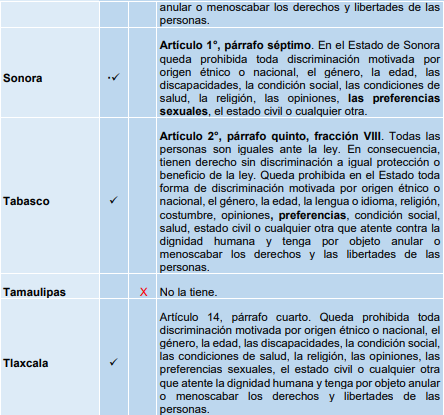 anular o menoscabar los derechos y libertades de las
personas.
Artículo 1°, párrafo séptimo. En el Estado de Sonora
queda prohibida toda discriminación motivada por
origen étnico o nacional, el género, la edad, las
discapacidades, la condición social, las condiciones de
salud, la religión, las opiniones, las preferencias
sexuales, el estado civil o cualquier otra.
Sonora
·✓
Artículo 2°, párrafo quinto, fracción VIII. Todas las
personas son iguales ante la ley. En consecuencia,
tienen derecho sin discriminación a igual protección o
beneficio de la ley. Queda prohibida en el Estado toda
forma de discriminación motivada por origen étnico o
nacional, el género, la edad, la lengua o idioma, religión,
costumbre, opiniones, preferencias, condición social,
salud, estado civil o cualquier otra que atente contra la
dignidad humana y tenga por objeto anular o
menoscabar los derechos y las libertades de las
personas.
Tabasco
✓
Tamaulipas
X
No la tiene.
Artículo 14, párrafo cuarto. Queda prohibida toda
discriminación motivada por origen étnico o nacional, el
género, la edad, las discapacidades, la condición social,
las condiciones de salud, la religión, las opiniones, las
preferencias sexuales, el estado civil o cualquier otra
que atente la dignidad humana y tenga por objeto anular
o menoscabar los derechos y libertades de las
personas.
Tlaxcala
✓